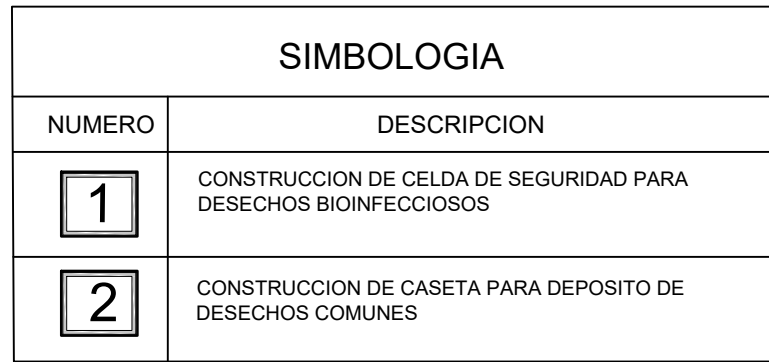 SIMBOLOGIA
NUMERO DESCRIPCION
1 CONSTRUCCION DE CELDA DE SEGURIDAD PARA
DESECHOS BIOINFECCIOSOS
2 CONSTRUCCION DE CASETA PARA DEPOSITO DE
DESECHOS COMUNES